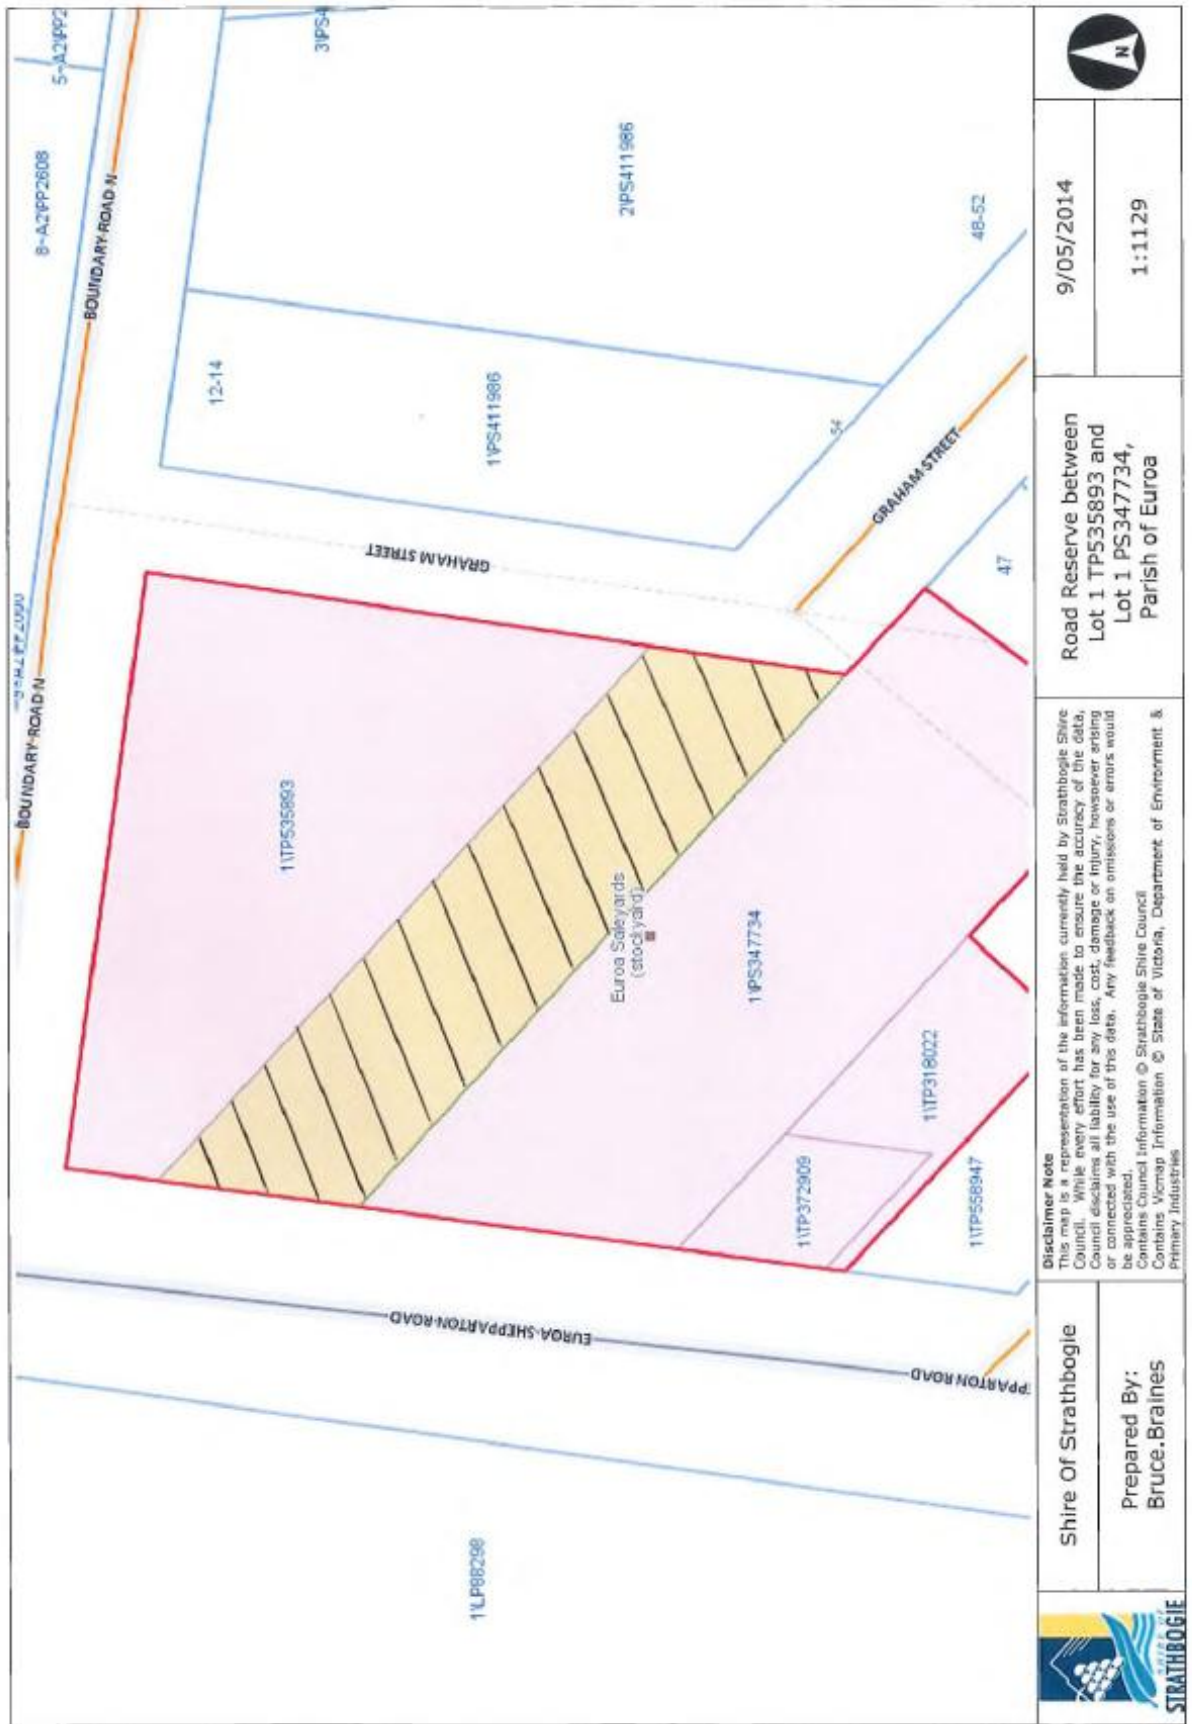 8~A2\PP2608
5~A2\PP2
3\PS4
BOUNDARY ROAD N
BOUNDARY ROAD N
12-14
2\PS411986
1\PS411986
GRAHAM STREET
1\TP535893
54
48-52
GRAHAM STREET
47
Euroa Saleyards
(stockyard)
1\PS347734
1\TP318022
1\TP372909
1\TP558947
EUROA-SHEPPARTON ROAD
PPARTON ROAD
1\LP88298
SHIRE OF
STRATHBOGIE
Shire Of Strathbogie
Prepared By:
Bruce.Braines
Disclaimer Note
This map is a representation of the information currently held by Strathbogie Shire
Council. While every effort has been made to ensure the accuracy of the data,
Council disclaims all liability for any loss, cost, damage or injury, howsoever arising
or connected with the use of this data. Any feedback on omissions or errors would
be appreciated.
Contains Council Information © Strathbogie Shire Council
Contains Vicmap Information © State of Victoria, Department of Environment &
Primary Industries
Road Reserve between
Lot 1 TP535893 and
Lot 1 PS347734,
Parish of Euroa
9/05/2014
1:1129
N